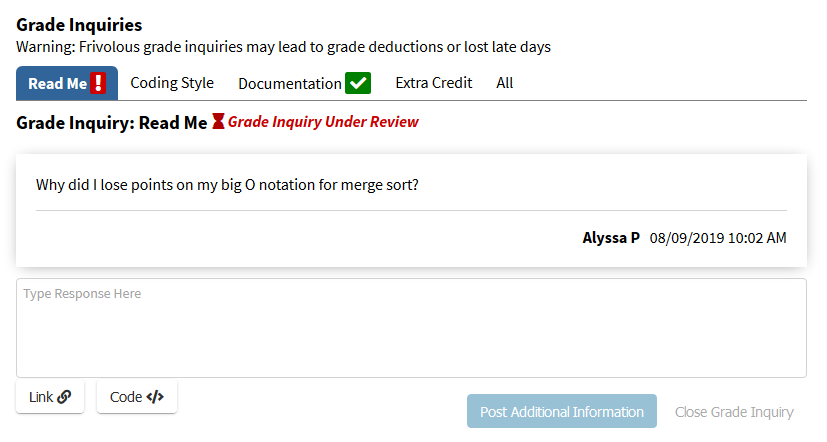 Grade Inquiries
Warning: Frivolous grade inquiries may lead to grade deductions or lost late days
Read Me Coding Style Documentation Extra Credit All
Grade Inquiry: Read Me Grade Inquiry Under Review
Why did I lose points on my big O notation for merge sort?
Alyssa P 08/09/2019 10:02 AM
Type Response Here
Link Code </>
Post Additional Information Close Grade Inquiry